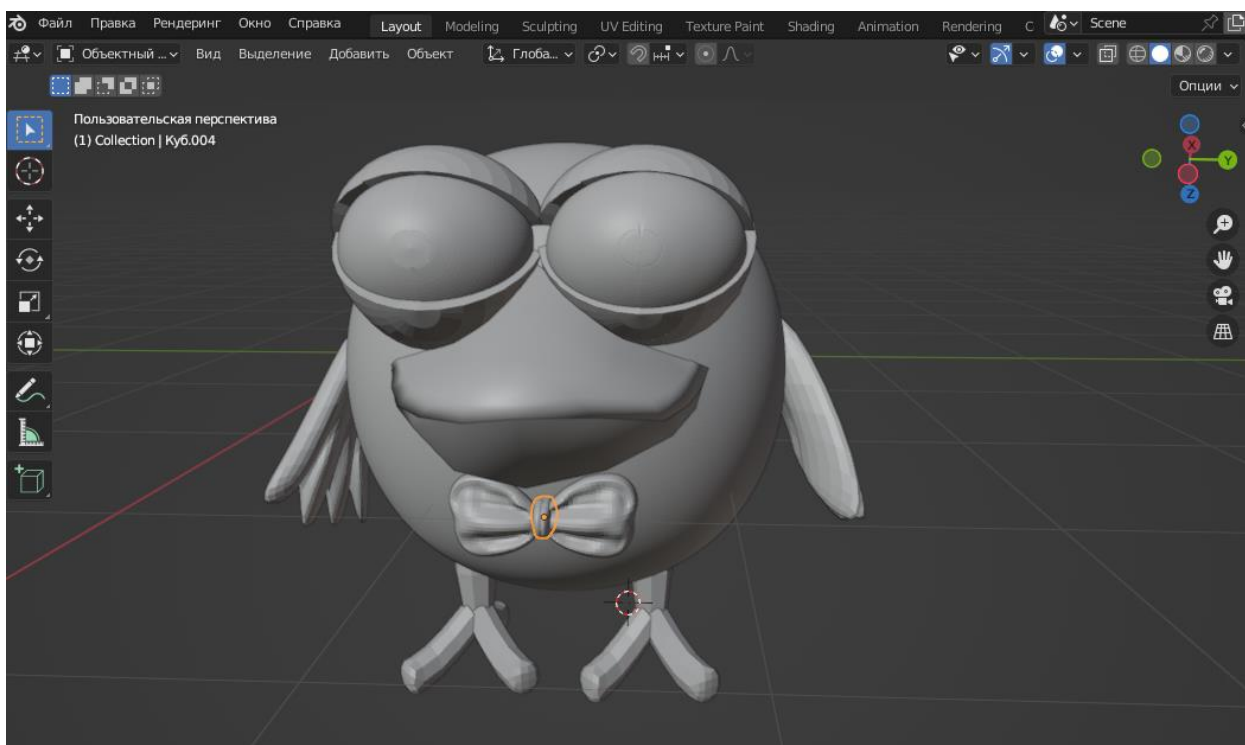 Файл Правка Рендеринг Окно Справка Layout Modeling Sculpting UV Editing Texture Paint Shading Animation Rendering C Scene
Объектный ... Вид Выделение Добавить Объект Глоба...
Опции
Пользовательская перспектива
(1) Collection | Куб.004
X
Y
Z